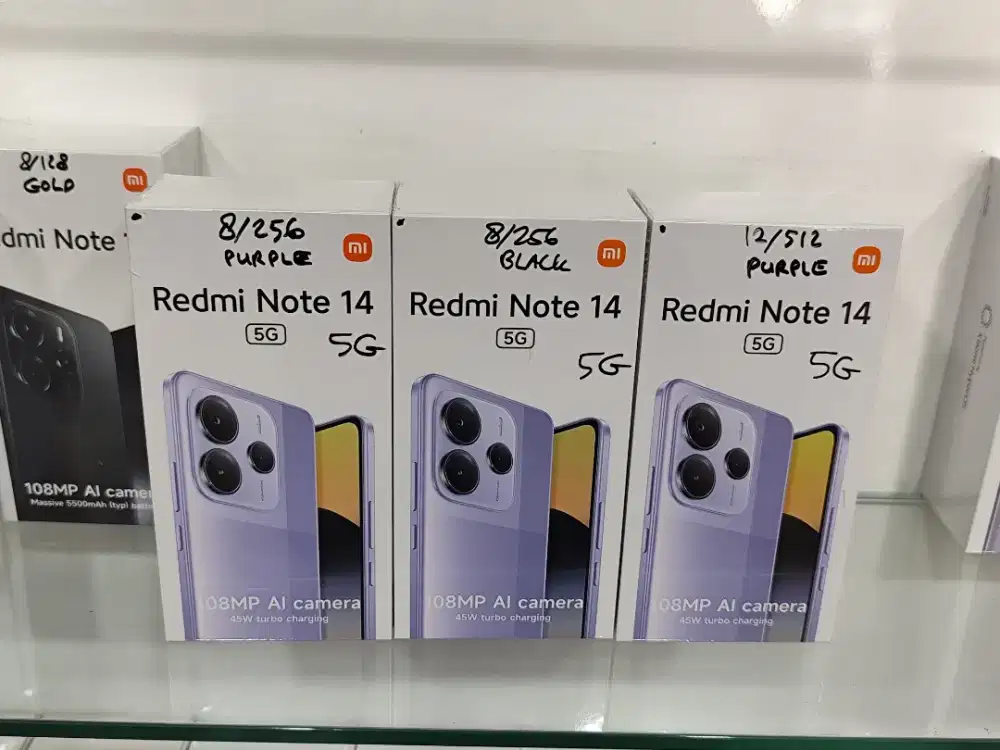 8/128
GOLD
dmi Note
108MP AI came
Massive 5500mAh (typ) batte
8/256
PURPLE
mi
Redmi Note 14
5G
5G
108MP AI camera
45W turbo charging
8/256
BLACK
mi
Redmi Note 14
5G
5G
108MP AI camera
45W turbo charging
12/512
PURPLE
mi
Redmi Note 14
5G
5G
108MP AI camera
45W turbo charging